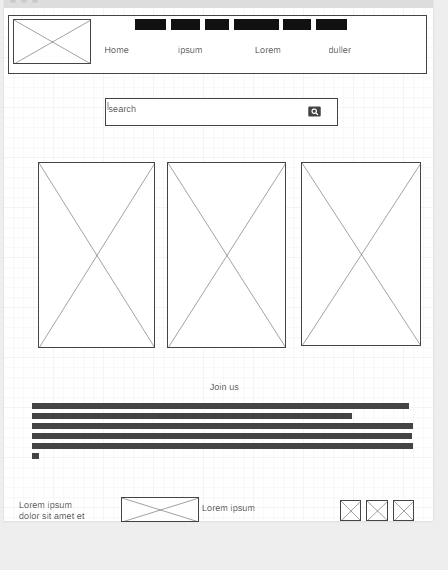 Home ipsum Lorem duller
search
Join us
Lorem ipsum
dolor sit amet et
Lorem ipsum